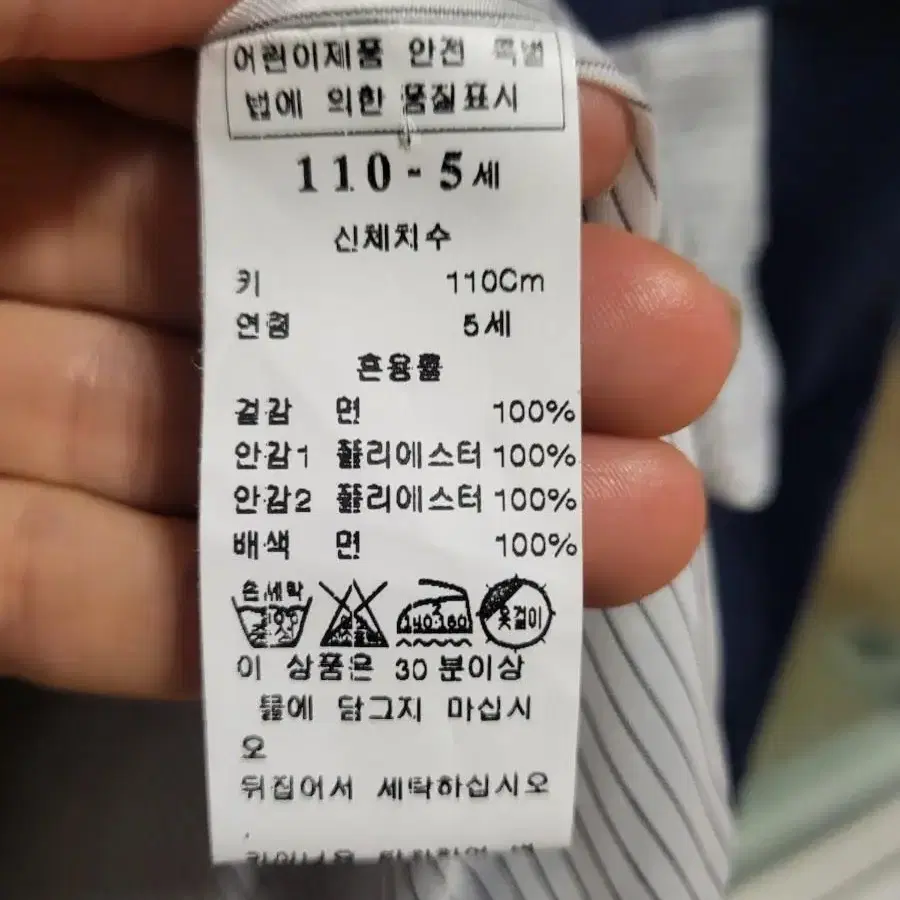 어린이제품 안전 특별
법에 의한 품질표시
110-5세
신체치수
키 110Cm
연령 5세
혼용률
겉감 면 100%
안감1 폴리에스터 100%
안감2 폴리에스터 100%
배색 면 100%
손세탁
140-160
옷걸이
이 상품은 30분이상
물에 담그지 마십시
오
뒤집어서 세탁하십시오
.